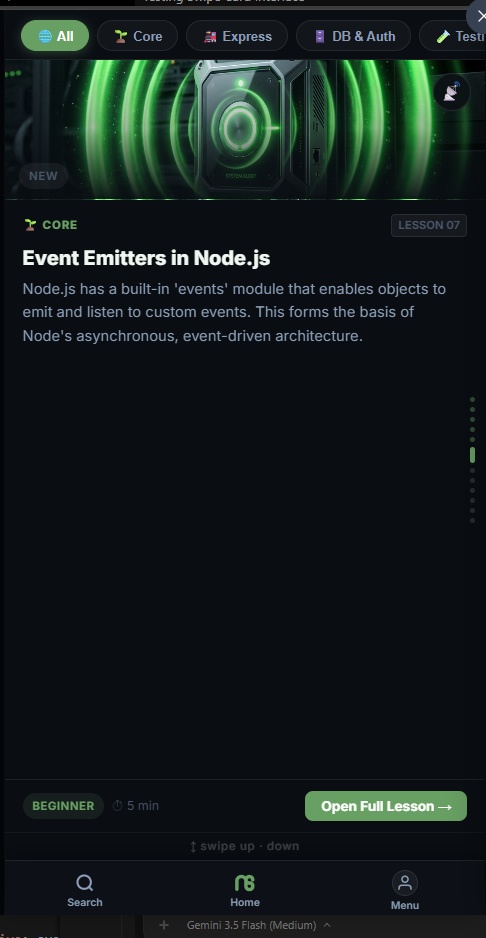 All
Core
Express
DB & Auth
Testi
NEW
CORE
LESSON 07
Event Emitters in Node.js
Node.js has a built-in 'events' module that enables objects to
emit and listen to custom events. This forms the basis of
Node's asynchronous, event-driven architecture.
BEGINNER
5 min
Open Full Lesson →
↕ swipe up · down
Search
Home
Menu
Gemini 3.5 Flash (Medium)